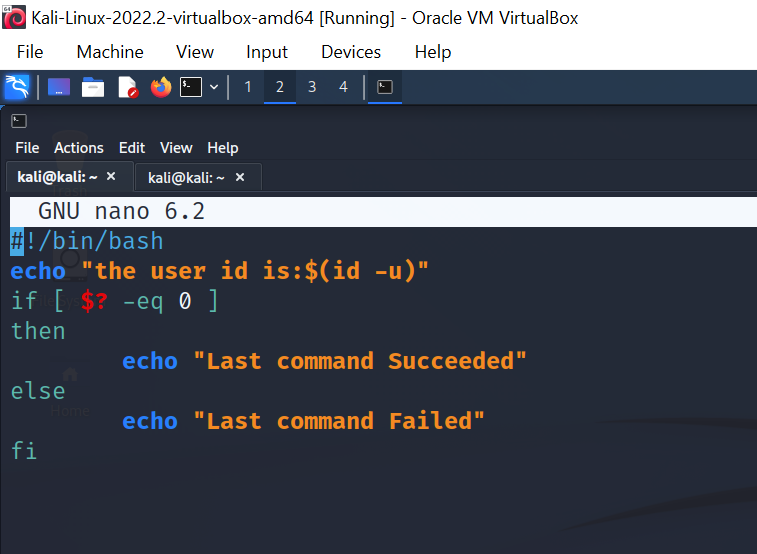 64
Kali-Linux-2022.2-virtualbox-amd64 [Running] - Oracle VM VirtualBox
File Machine View Input Devices Help
1 2 3 4
File Actions Edit View Help
kali@kali: ~ × kali@kali: ~ ×
GNU nano 6.2
#!/bin/bash
echo "the user id is:$(id -u)"
if [ $? -eq 0 ]
then
echo "Last command Succeeded"
else
Home
echo "Last command Failed"
fi